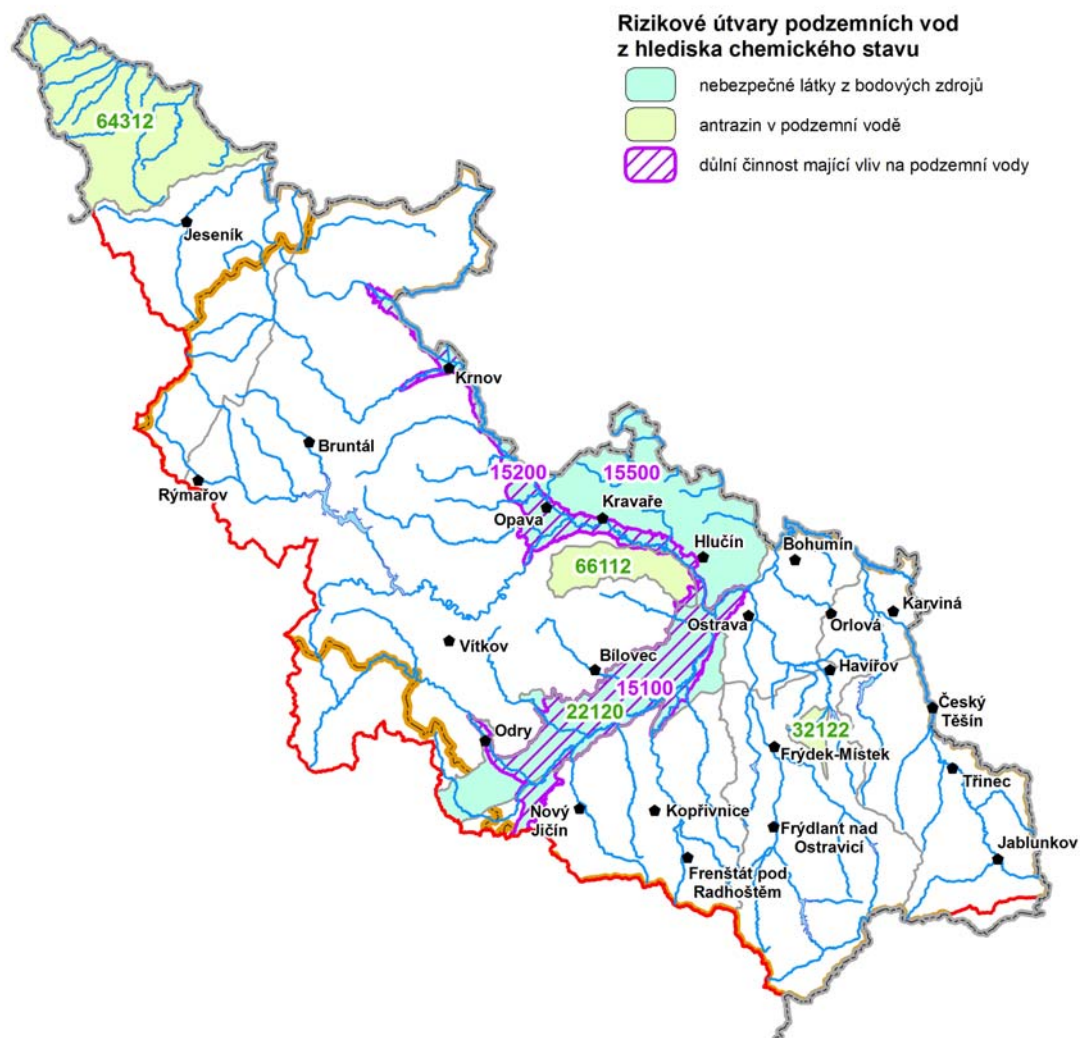 Rizikové útvary podzemních vod
z hlediska chemického stavu
nebezpečné látky z bodových zdrojů
antrazin v podzemní vodě
důlní činnost mající vliv na podzemní vody
64312
Jeseník
Krnov
Bruntál
Rýmařov
15200
15500
Opava
Kravaře
Hlučín
Bohumín
66112
Karviná
Ostrava
Orlová
Vítkov
Bílovec
Havířov
15100
22120
Český
Těšín
32122
Odry
Frýdek-Místek
Třinec
Nový
Jičín
Kopřivnice
Frýdlant nad
Ostravicí
Jablunkov
Frenštát pod
Radhoštěm